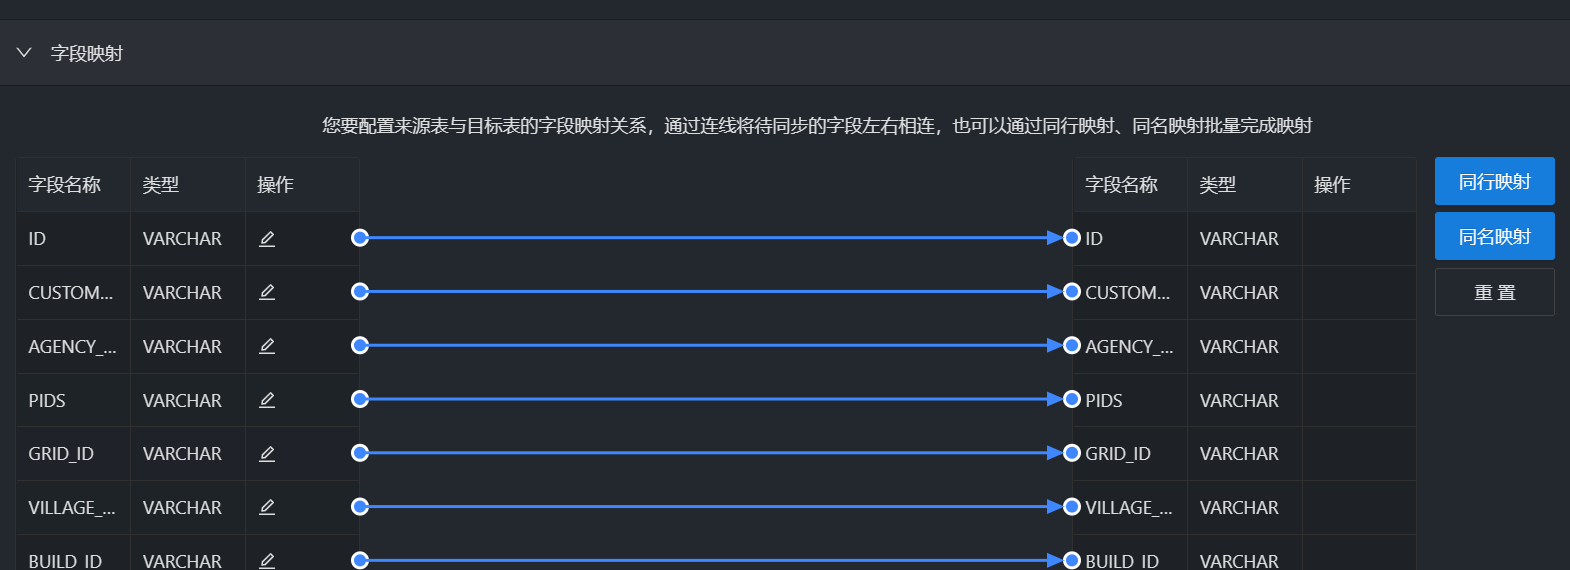 字段映射
您要配置来源表与目标表的字段映射关系，通过连线将待同步的字段左右相连，也可以通过同行映射、同名映射批量完成映射
字段名称 类型 操作 字段名称 类型 操作 同行映射
ID VARCHAR ID VARCHAR 同名映射
CUSTOM... VARCHAR CUSTOM... VARCHAR 重 置
AGENCY_... VARCHAR AGENCY_... VARCHAR
PIDS VARCHAR PIDS VARCHAR
GRID_ID VARCHAR GRID_ID VARCHAR
VILLAGE_... VARCHAR VILLAGE_... VARCHAR
BUILD_ID VARCHAR BUILD_ID VARCHAR